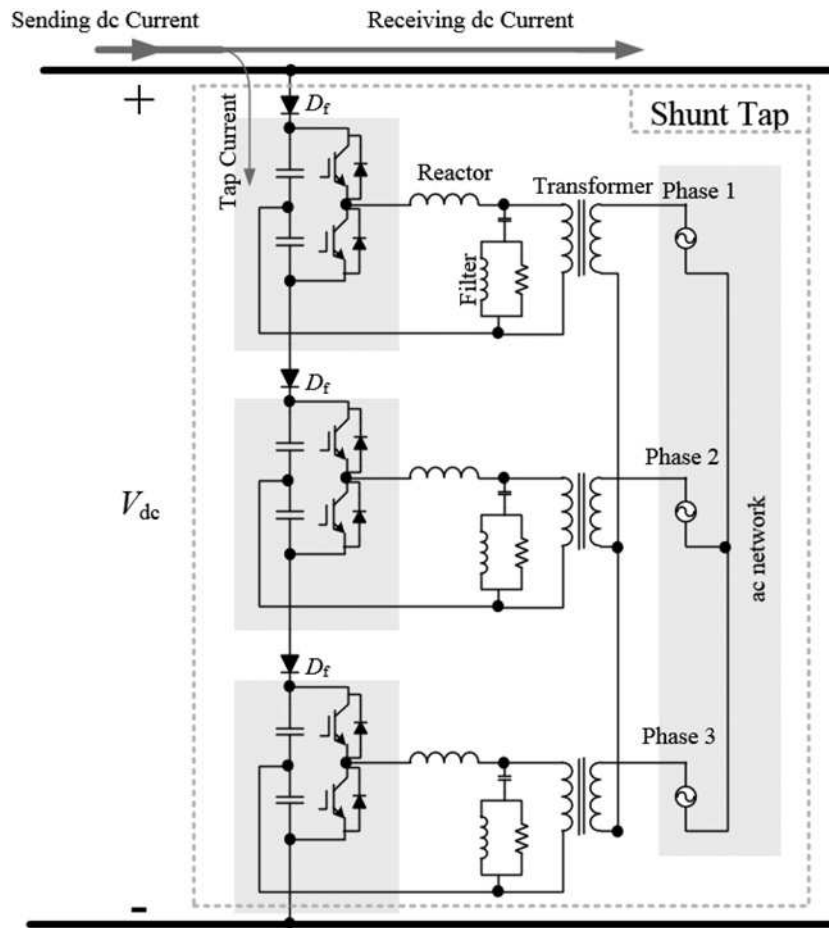 Sending dc Current
Receiving dc Current
+
Shunt Tap
Df
Tap Current
Reactor
Transformer
Phase 1
Filter
Df
Phase 2
Vdc
ac network
Df
Phase 3
-